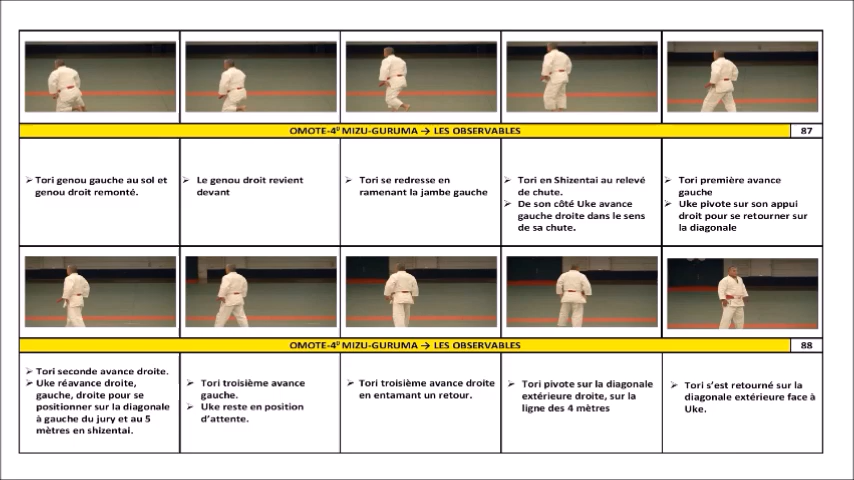 OMOTE-4⁰ MIZU-GURUMA → LES OBSERVABLES 87
➢ Tori genou gauche au sol et
genou droit remonté.
➢ Le genou droit revient
devant
➢ Tori se redresse en
ramenant la jambe gauche
➢ Tori en Shizentai au relevé
de chute.
➢ De son côté Uke avance
gauche droite dans le sens
de sa chute.
➢ Tori première avance
gauche
➢ Uke pivote sur son appui
droit pour se retourner sur
la diagonale
OMOTE-4⁰ MIZU-GURUMA → LES OBSERVABLES 88
➢ Tori seconde avance droite.
➢ Uke réavance droite,
gauche, droite pour se
positionner sur la diagonale
à gauche du jury et au 5
mètres en shizentai.
➢ Tori troisième avance
gauche.
➢ Uke reste en position
d'attente.
➢ Tori troisième avance droite
en entamant un retour.
➢ Tori pivote sur la diagonale
extérieure droite, sur la
ligne des 4 mètres
➢ Tori s'est retourné sur la
diagonale extérieure face à
Uke.